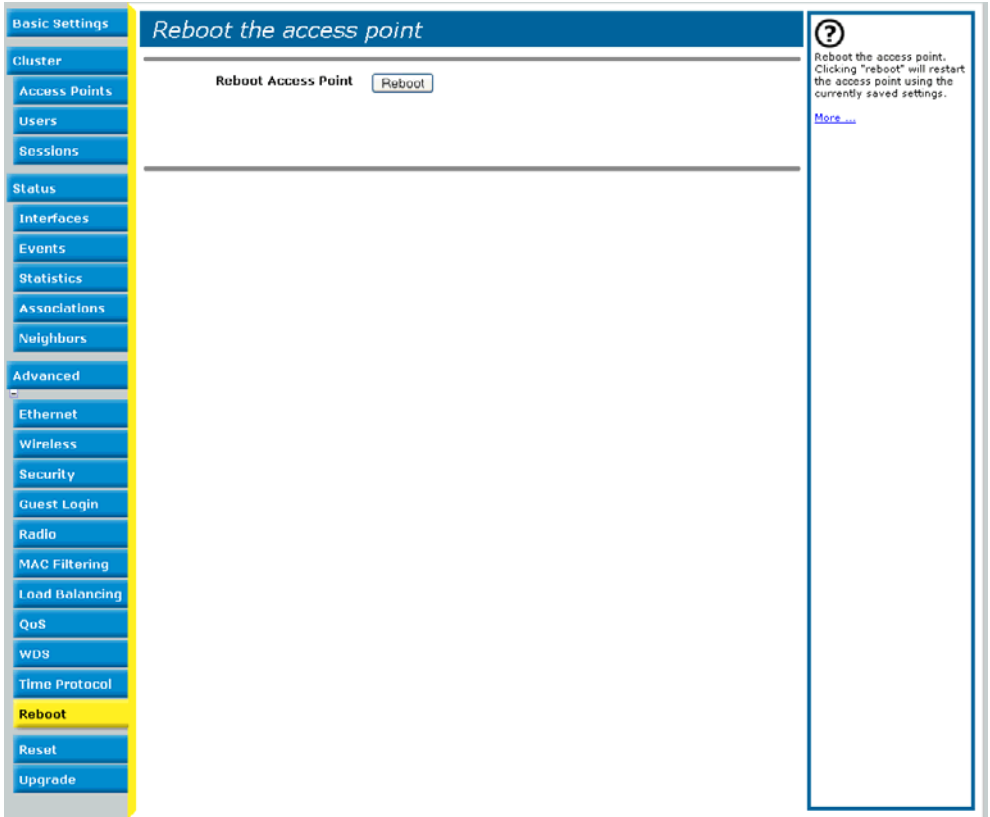 Basic Settings
Cluster
Access Points
Users
Sessions
Status
Interfaces
Events
Statistics
Associations
Neighbors
Advanced
Ethernet
Wireless
Security
Guest Login
Radio
MAC Filtering
Load Balancing
QoS
WDS
Time Protocol
Reboot
Reset
Upgrade
Reboot the access point
Reboot Access Point
Reboot
?
Reboot the access point.
Clicking "reboot" will restart
the access point using the
currently saved settings.
More ...